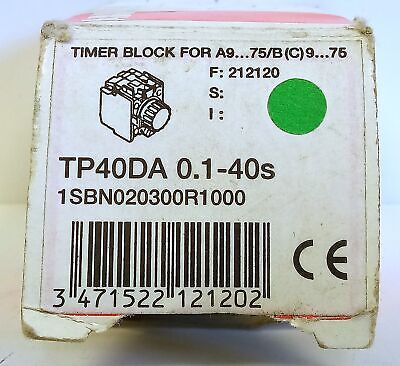 TIMER BLOCK FOR A9...75/B(C)9...75
F: 212120
S:
I:
TP40DA 0.1-40s
1SBN020300R1000
CE
3 471522 121202